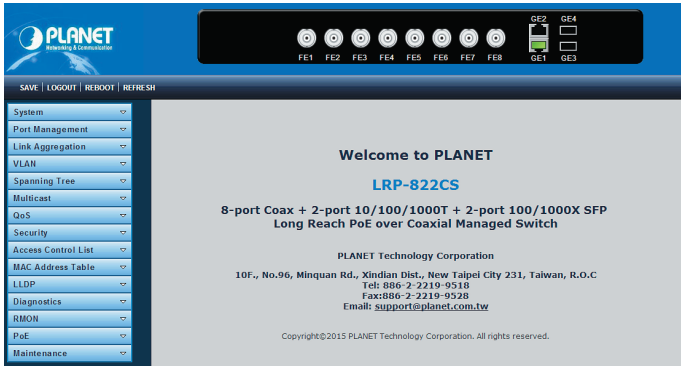 PLANET
Networking & Communication
GE2 GE4
FE1 FE2 FE3 FE4 FE5 FE6 FE7 FE8 GE1 GE3
SAVE | LOGOUT | REBOOT | REFRESH
System
Port Management
Link Aggregation
VLAN
Spanning Tree
Multicast
QoS
Security
Access Control List
MAC Address Table
LLDP
Diagnostics
RMON
PoE
Maintenance
Welcome to PLANET
LRP-822CS
8-port Coax + 2-port 10/100/1000T + 2-port 100/1000X SFP
Long Reach PoE over Coaxial Managed Switch
PLANET Technology Corporation
10F., No.96, Minquan Rd., Xindian Dist., New Taipei City 231, Taiwan, R.O.C
Tel: 886-2-2219-9518
Fax:886-2-2219-9528
Email: support@planet.com.tw
Copyright©2015 PLANET Technology Corporation. All rights reserved.